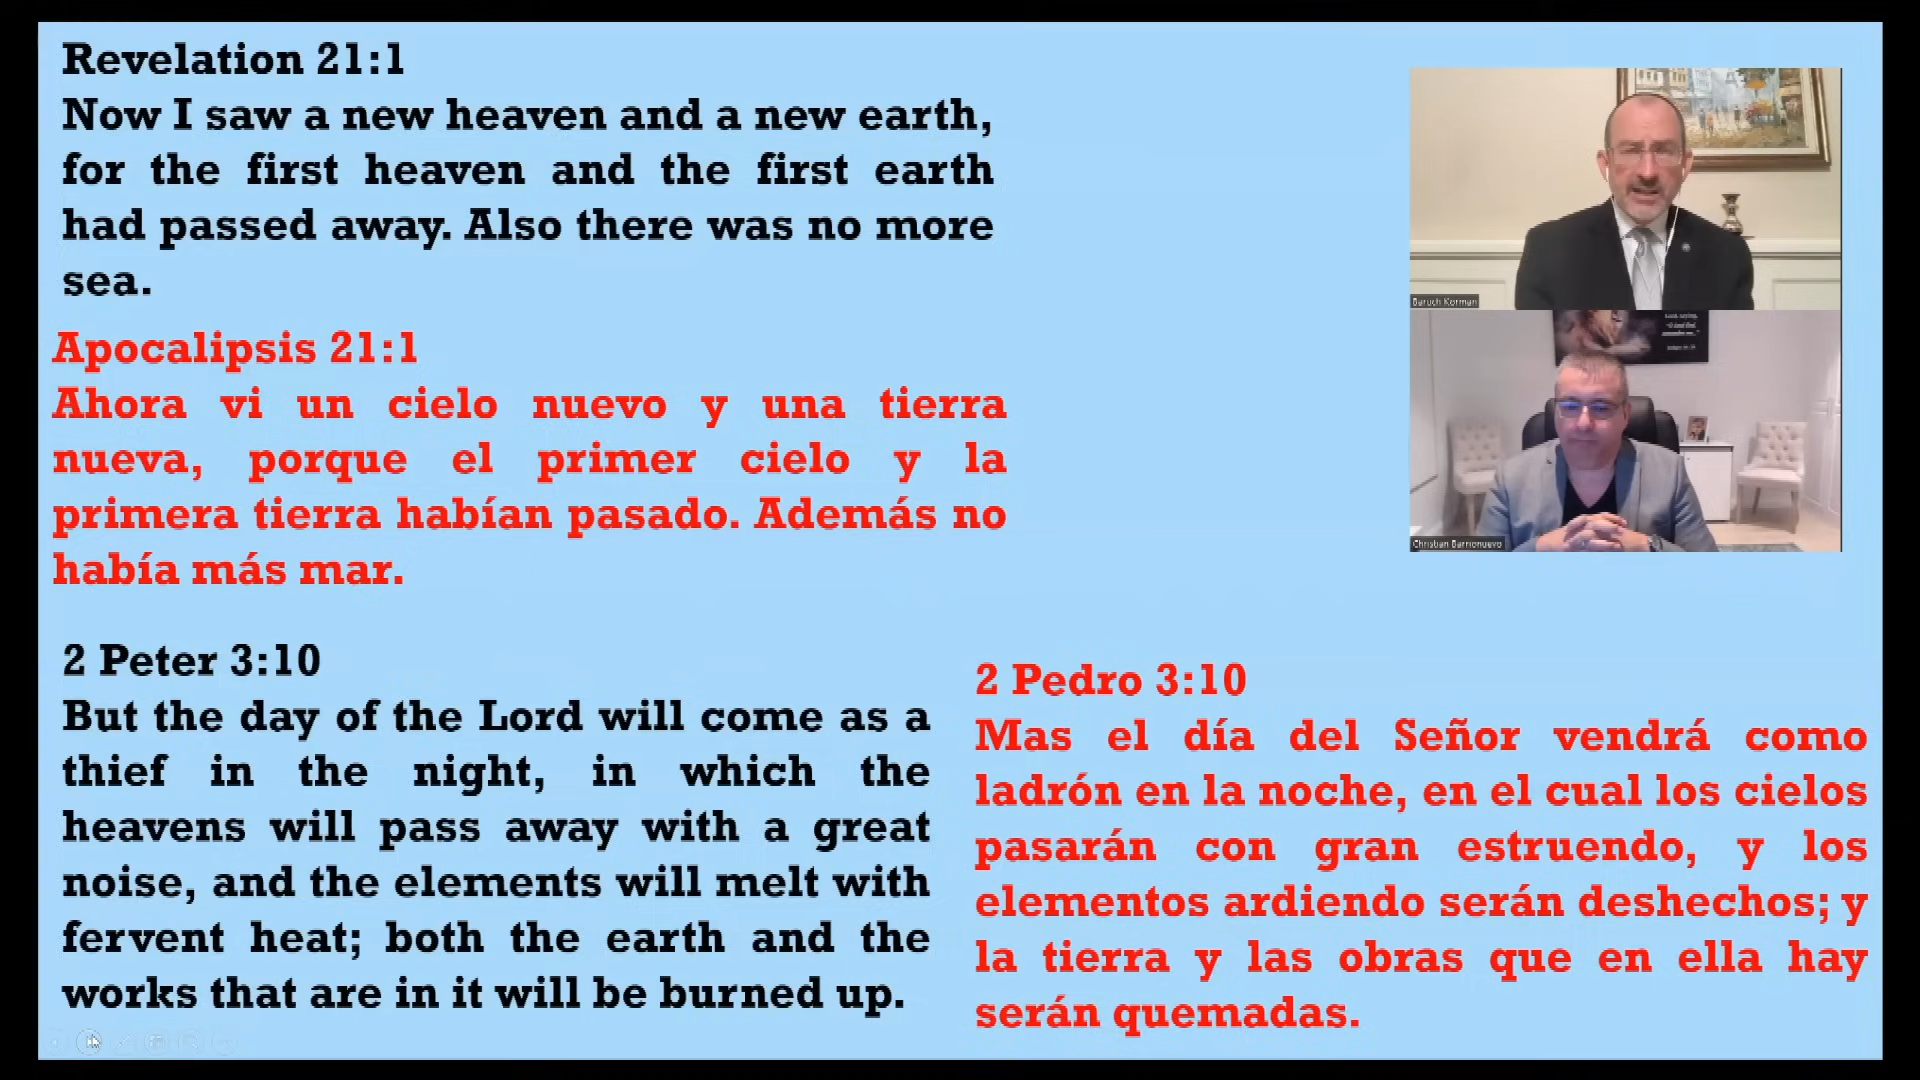 Revelation 21:1
Now I saw a new heaven and a new earth,
for the first heaven and the first earth
had passed away. Also there was no more
sea.
Apocalipsis 21:1
Ahora vi un cielo nuevo y una tierra
nueva, porque el primer cielo y la
primera tierra habían pasado. Además no
había más mar.
2 Peter 3:10
But the day of the Lord will come as a
thief in the night, in which the
heavens will pass away with a great
noise, and the elements will melt with
fervent heat; both the earth and the
works that are in it will be burned up.
2 Pedro 3:10
Mas el día del Señor vendrá como
ladrón en la noche, en el cual los cielos
pasarán con gran estruendo, y los
elementos ardiendo serán deshechos; y
la tierra y las obras que en ella hay
serán quemadas.
Baruch Korman
Christian Barrionuevo